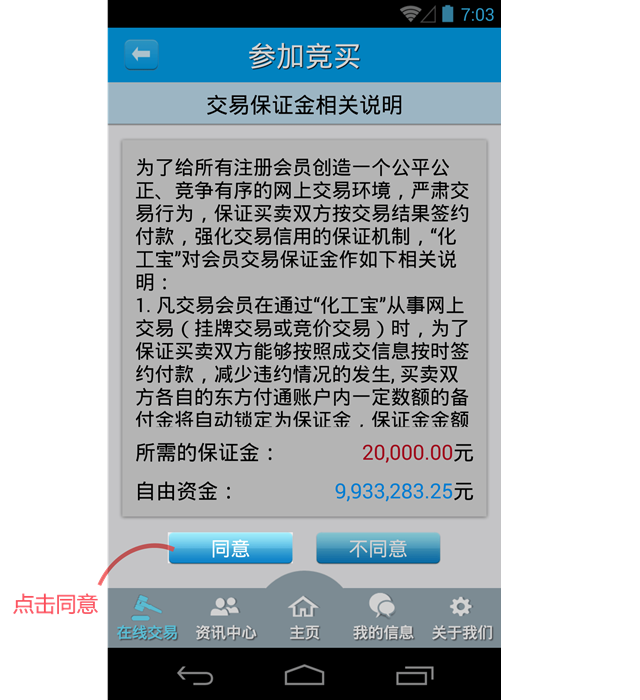 7:03
参加竞买
交易保证金相关说明
为了给所有注册会员创造一个公平公
正、竞争有序的网上交易环境，严肃交
易行为，保证买卖双方按交易结果签约
付款，强化交易信用的保证机制，“化
工宝”对会员交易保证金作如下相关说
明：
1. 凡交易会员在通过“化工宝”从事网上
交易（挂牌交易或竞价交易）时，为了
保证买卖双方能够按照成交信息按时签
约付款，减少违约情况的发生, 买卖双
方各自的东方付通账户内一定数额的备
付金将自动锁定为保证金，保证金金额
所需的保证金： 20,000.00元
自由资金： 9,933,283.25元
同意 不同意
点击同意
在线交易 资讯中心 主页 我的信息 关于我们